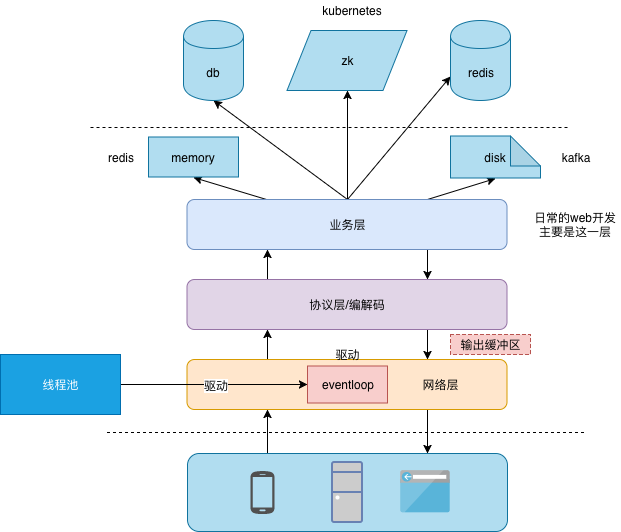 kubernetes
db
zk
redis
redis
memory
disk
kafka
业务层
日常的web开发
主要是这一层
协议层/编解码
输出缓冲区
驱动
线程池
驱动
eventloop
网络层